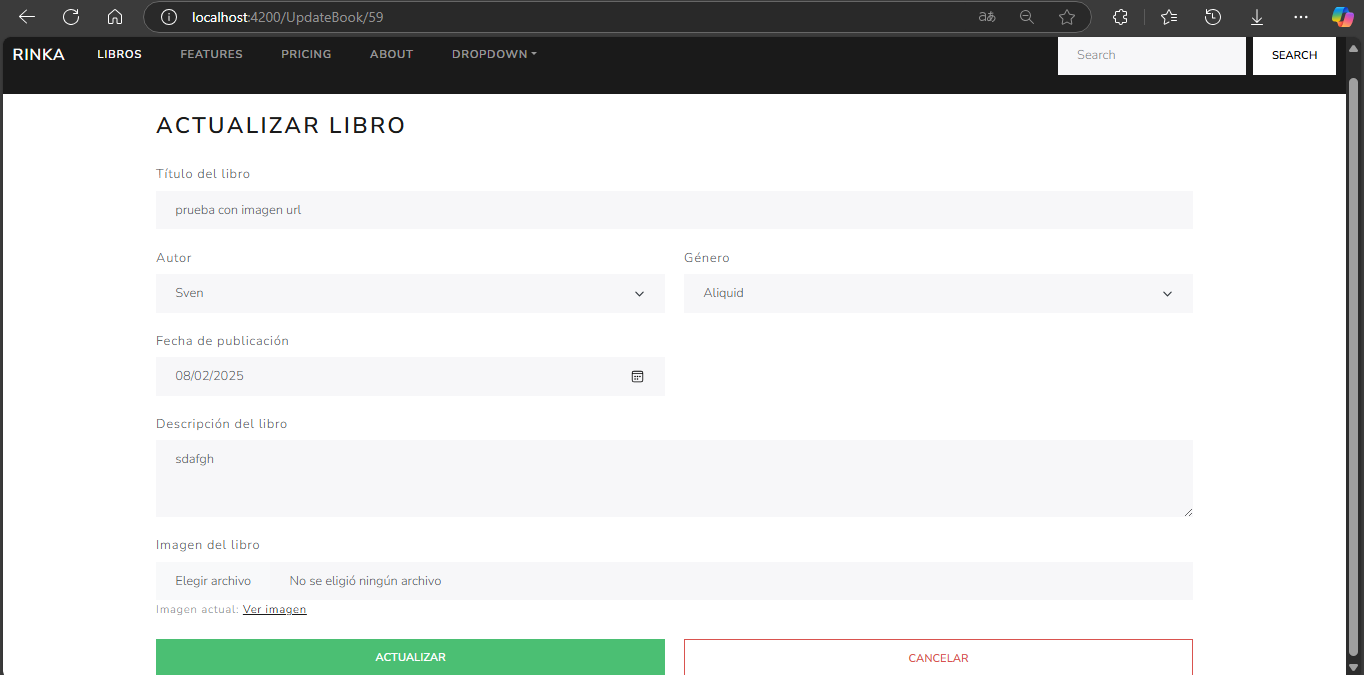 localhost:4200/UpdateBook/59
RINKA LIBROS FEATURES PRICING ABOUT DROPDOWN Search SEARCH
ACTUALIZAR LIBRO
Título del libro
prueba con imagen url
Autor Género
Sven Aliquid
Fecha de publicación
08/02/2025
Descripción del libro
sdafgh
Imagen del libro
Elegir archivo No se eligió ningún archivo
Imagen actual: Ver imagen
ACTUALIZAR CANCELAR